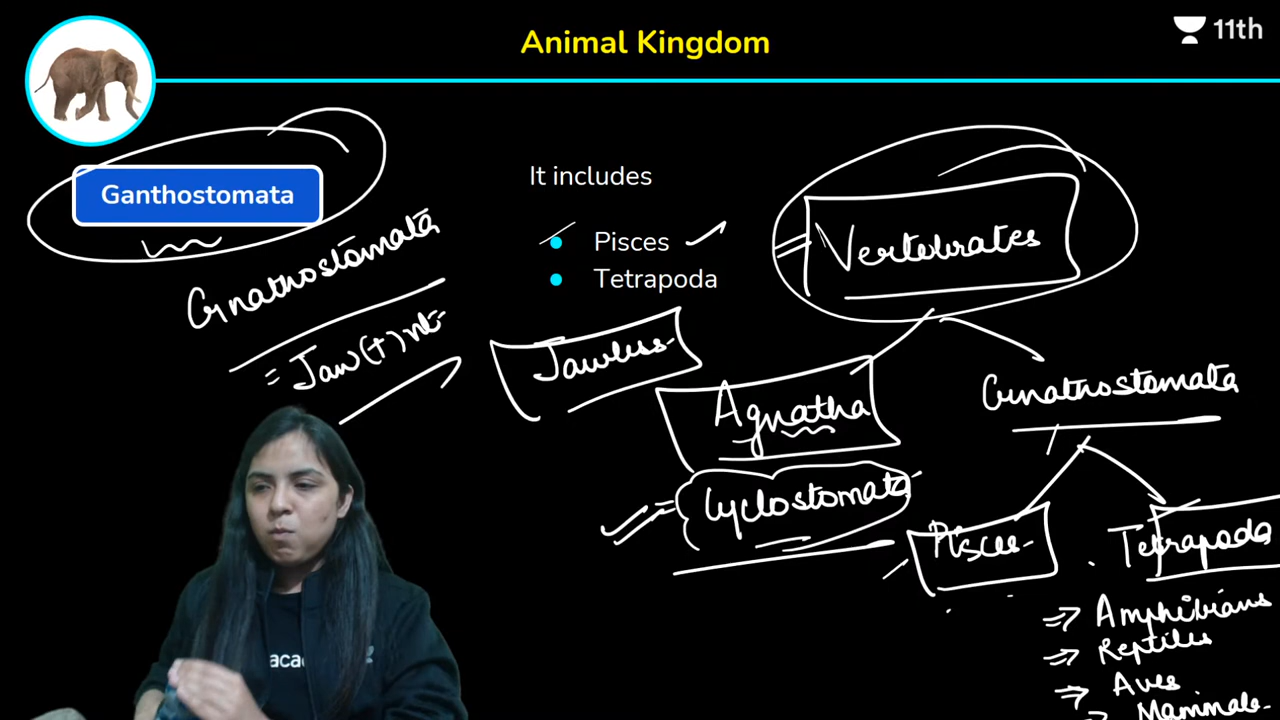 Animal Kingdom
11th
Ganthostomata
It includes
Pisces
Tetrapoda
Gnathostomata
= Jaw (+) nt
Vertebrates
Jawless
Agnatha
Cyclostomata
Gnathostomata
Pisces
Tetrapoda
⇒ Amphibians
⇒ Reptiles
⇒ Aves
⇒ Mammals
aca